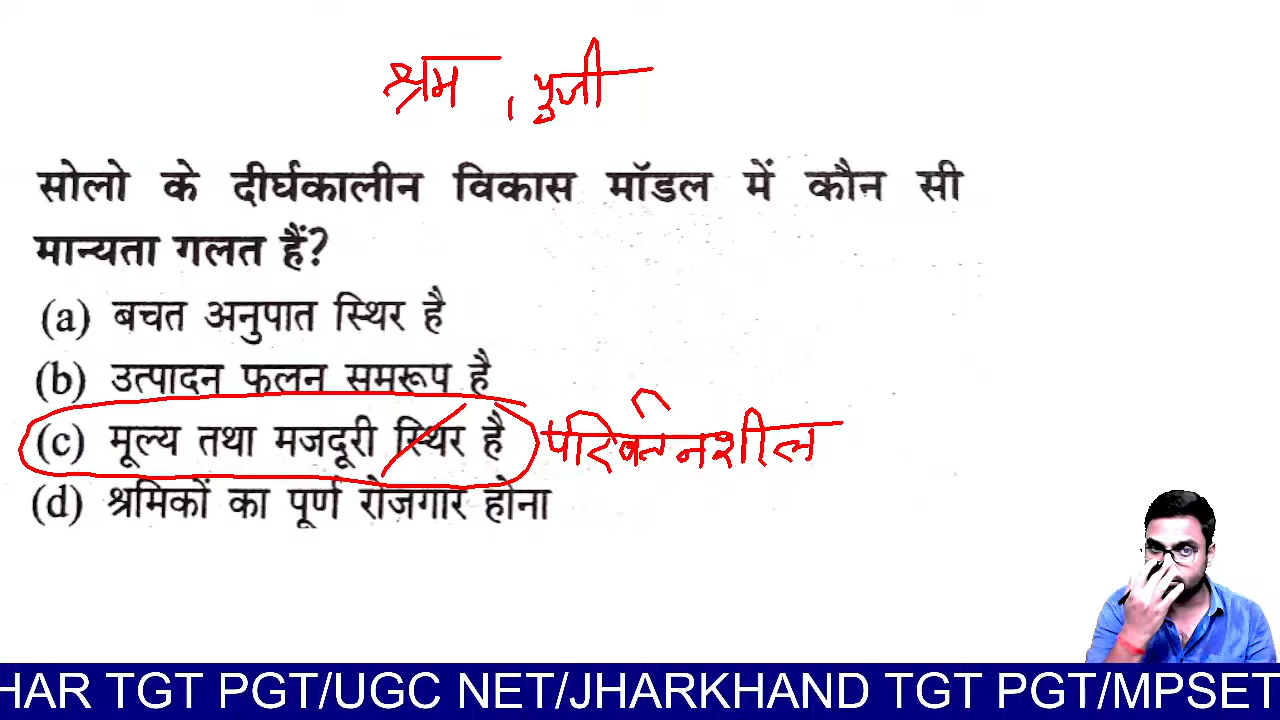 श्रम , पुजी
सोलो के दीर्घकालीन विकास मॉडल में कौन सी
मान्यता गलत हैं?
(a) बचत अनुपात स्थिर है
(b) उत्पादन फलन समरूप है
(c) मूल्य तथा मजदूरी स्थिर है परिवर्तनशील
(d) श्रमिकों का पूर्ण रोजगार होना
HAR TGT PGT/UGC NET/JHARKHAND TGT PGT/MPSET